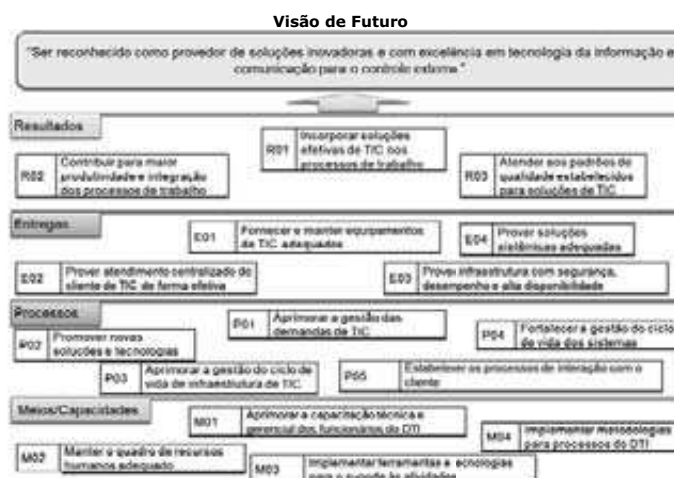 Visão de Futuro
"Ser reconhecido como provedor de soluções inovadoras e com excelência em tecnologia da informação e
comunicação para o controle externo."
Resultados
R01
Incorporar soluções
efetivas de TIC nos
processos de trabalho
R02
Contribuir para maior
produtividade e integração
dos processos de trabalho
R03
Atender aos padrões de
qualidade estabelecidos
para soluções de TIC
Entregas
E01
Fornecer e manter equipamentos
de TIC adequados
E04
Prover soluções
sistêmicas adequadas
E02
Prover atendimento centralizado do
cliente de TIC de forma efetiva
E03
Prover infraestrutura com segurança,
desempenho e alta disponibilidade
Processos
P01
Aprimorar a gestão das
demandas de TIC
P02
Promover novas
soluções e tecnologias
P04
Fortalecer a gestão do ciclo
de vida dos sistemas
P03
Aprimorar a gestão do ciclo de
vida de infraestrutura de TIC
P05
Estabelecer os processos de interação com o
cliente
Meios/Capacidades
M01
Aprimorar a capacitação técnica e
gerencial dos funcionários do DTI
M04
Implementar metodologias
para processos do DTI
M02
Manter o quadro de recursos
humanos adequado
M03
Implementar ferramentas e ecnologias
para o suporte às atividades